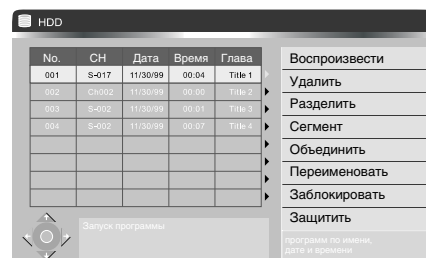 HDD
No. CH Дата Время Глава
001 S-017 11/30/99 00:04 Title 1
002 Ch002 11/30/99 00:00 Title 2
003 S-002 11/30/99 00:01 Title 3
004 S-002 11/30/99 00:07 Title 4
Воспроизвести
Удалить
Разделить
Сегмент
Объединить
Переименовать
Заблокировать
Защитить
Запуск программы
программ по имени,
дате и времени